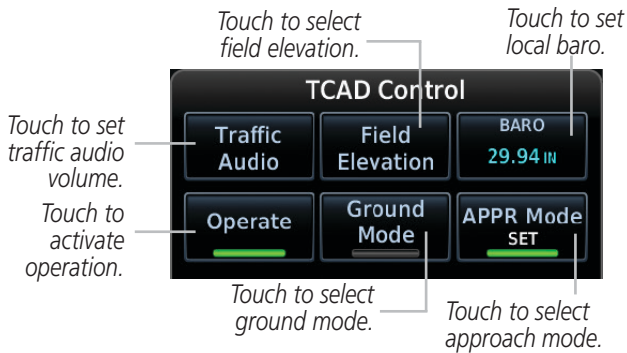 Touch to select
field elevation.
Touch to set
local baro.
TCAD Control
Touch to set
traffic audio
volume.
Traffic
Audio
Field
Elevation
BARO
29.94 IN
Touch to
activate
operation.
Operate
Ground
Mode
APPR Mode
SET
Touch to select
ground mode.
Touch to select
approach mode.